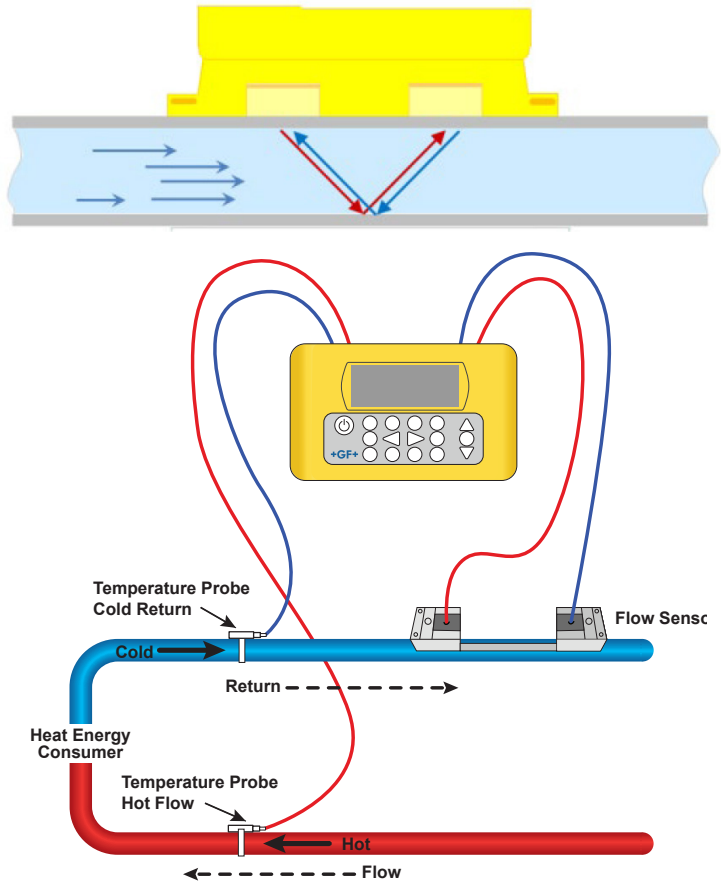 +GF+
Temperature Probe
Cold Return
Flow Senso
Cold
Return
Heat Energy
Consumer
Temperature Probe
Hot Flow
Hot
Flow